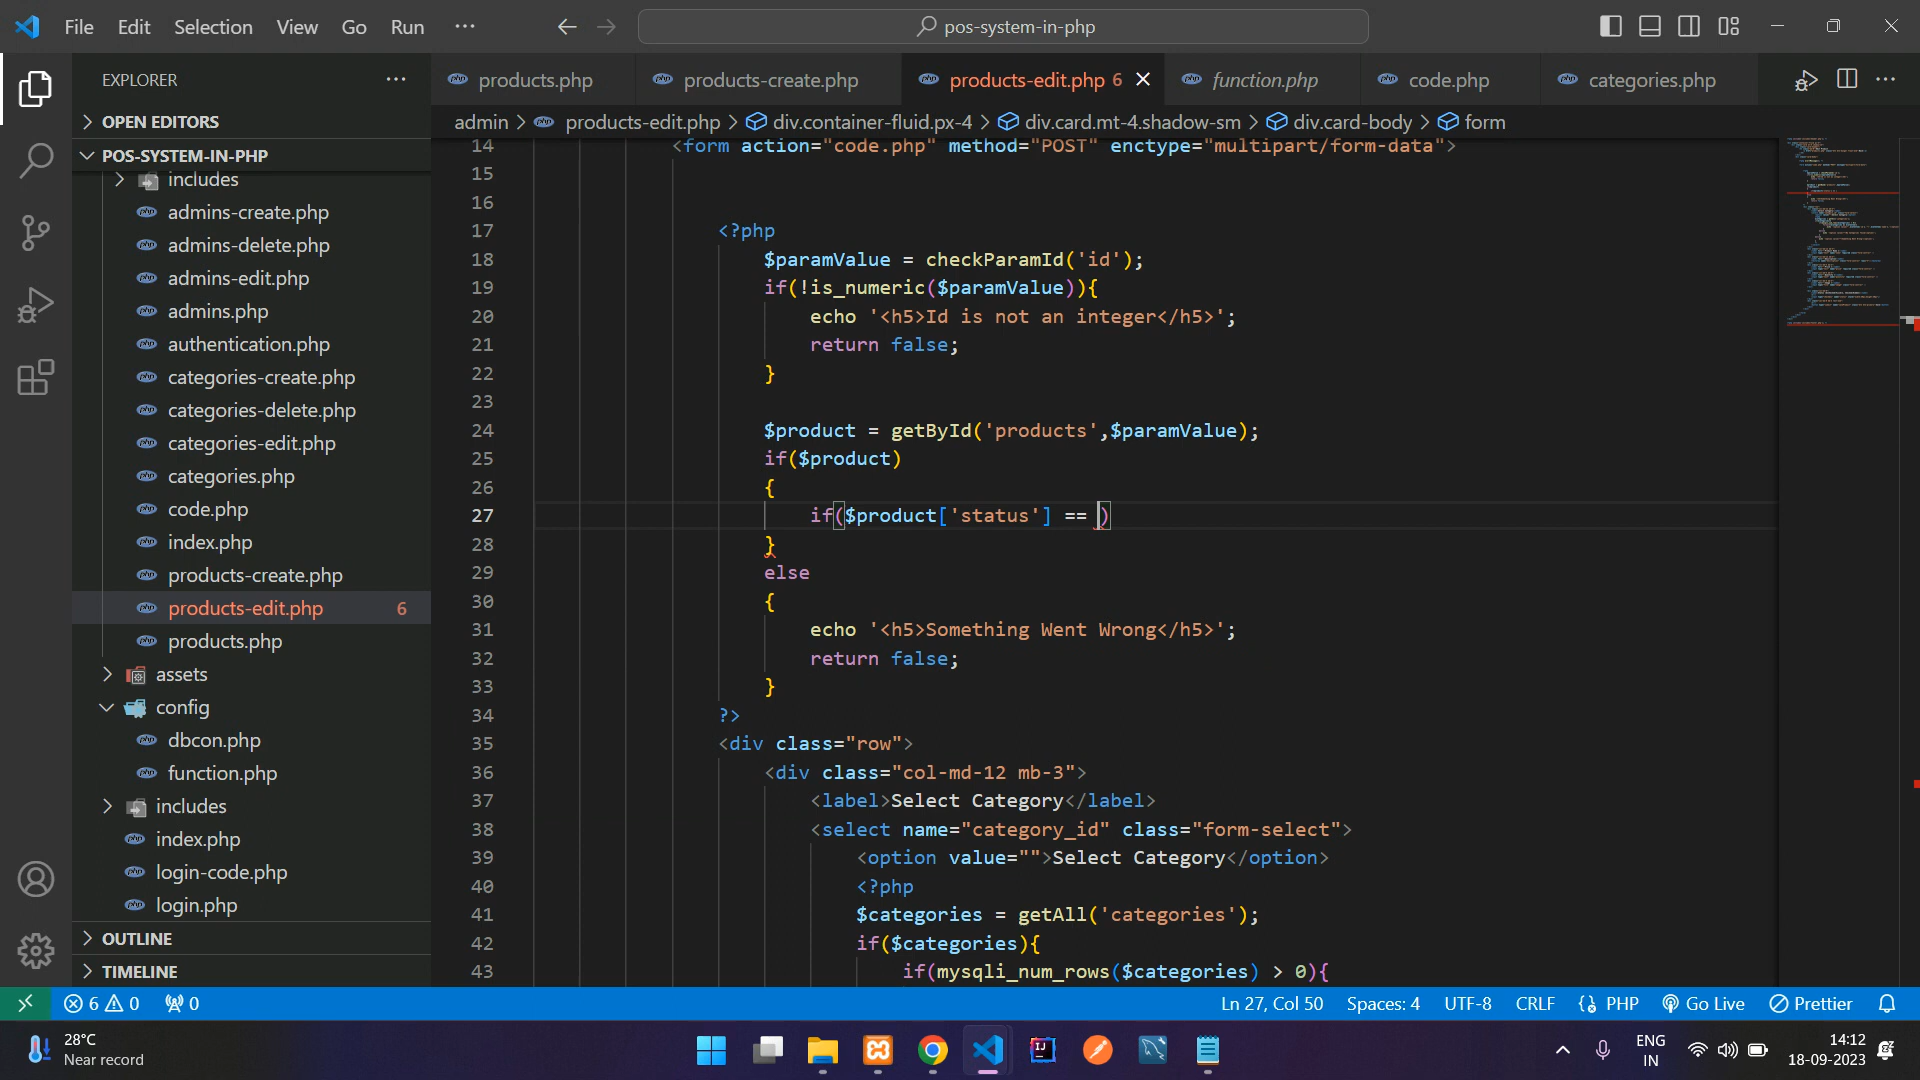 File Edit Selection View Go Run ···
pos-system-in-php
EXPLORER ···
products.php products-create.php products-edit.php 6 function.php code.php categories.php
OPEN EDITORS
admin > products-edit.php > div.container-fluid.px-4 > div.card.mt-4.shadow-sm > div.card-body > form
POS-SYSTEM-IN-PHP
includes
admins-create.php
admins-delete.php
admins-edit.php
admins.php
authentication.php
categories-create.php
categories-delete.php
categories-edit.php
categories.php
code.php
index.php
products-create.php
products-edit.php 6
products.php
assets
config
dbcon.php
function.php
includes
index.php
login-code.php
login.php
OUTLINE
TIMELINE
14 <form action="code.php" method="POST" enctype="multipart/form-data">
15
16
17 <?php
18 $paramValue = checkParamId('id');
19 if(!is_numeric($paramValue)){
20 echo '<h5>Id is not an integer</h5>';
21 return false;
22 }
23
24 $product = getById('products',$paramValue);
25 if($product)
26 {
27 if($product['status'] == )
28 }
29 else
30 {
31 echo '<h5>Something Went Wrong</h5>';
32 return false;
33 }
34 ?>
35 <div class="row">
36 <div class="col-md-12 mb-3">
37 <label>Select Category</label>
38 <select name="category_id" class="form-select">
39 <option value="">Select Category</option>
40 <?php
41 $categories = getAll('categories');
42 if($categories){
43 if(mysqli_num_rows($categories) > 0){
6 0 0 Ln 27, Col 50 Spaces: 4 UTF-8 CRLF PHP Go Live Prettier
28°C
Near record
ENG
IN
14:12
18-09-2023